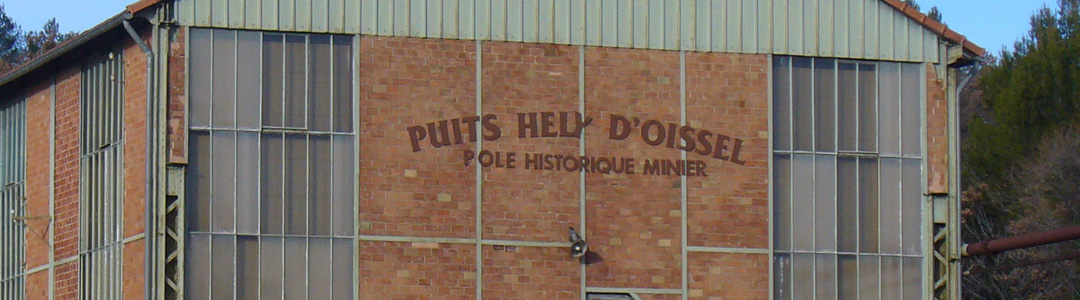 PUITS HELY D'OISSEL
POLE HISTORIQUE MINIER